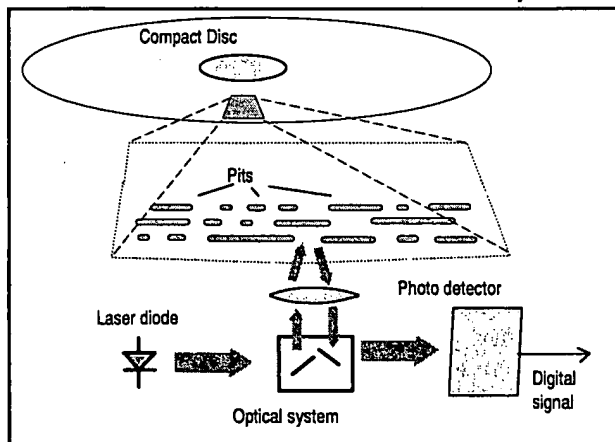 Compact Disc
Pits
Photo detector
Laser diode
Digital
signal
Optical system